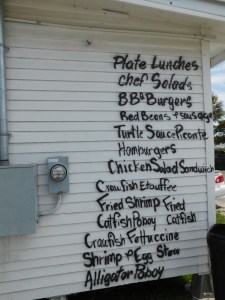 Plate Lunches
Chef Salads
BBQ Burgers
Red Beans & Sausage
Turtle Sauce Picante
Hamburgers
Chicken Salad Sandwich
Crawfish Etouffee
Fried Shrimp Fried
Catfish Poboy Catfish
Crawfish Fettuccine
Shrimp & Egg Stew
Alligator Poboy